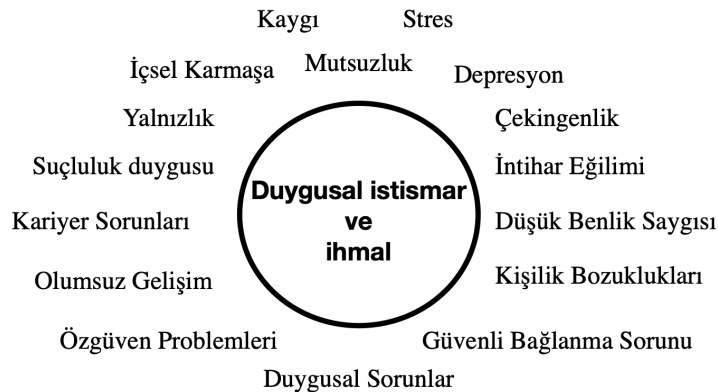 Kaygı
Stres
Mutsuzluk
İçsel Karmaşa
Depresyon
Yalnızlık
Çekingenlik
Suçluluk duygusu
İntihar Eğilimi
Duygusal istismar
ve
ihmal
Kariyer Sorunları
Düşük Benlik Saygısı
Olumsuz Gelişim
Kişilik Bozuklukları
Özgüven Problemleri
Güvenli Bağlanma Sorunu
Duygusal Sorunlar